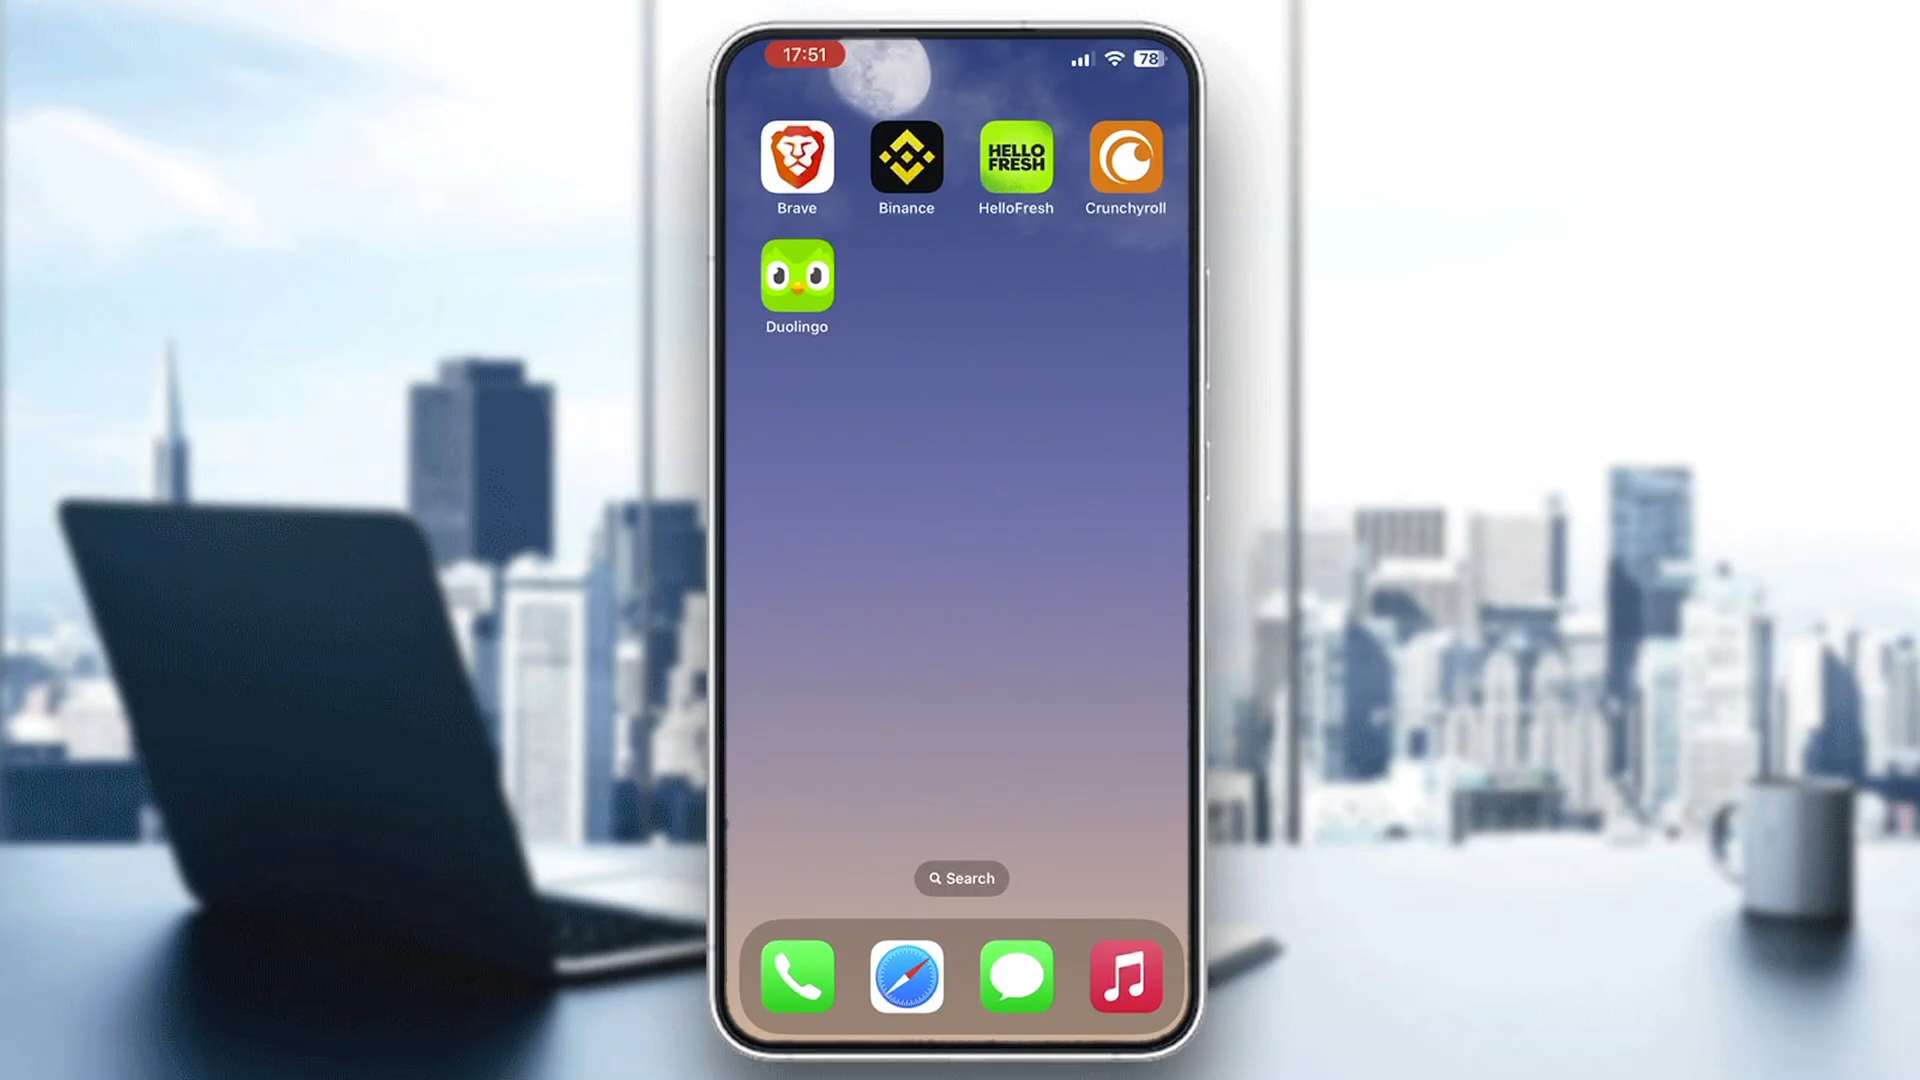 17:51
78
HELLO
FRESH
Brave
Binance
HelloFresh
Crunchyroll
Duolingo
Search